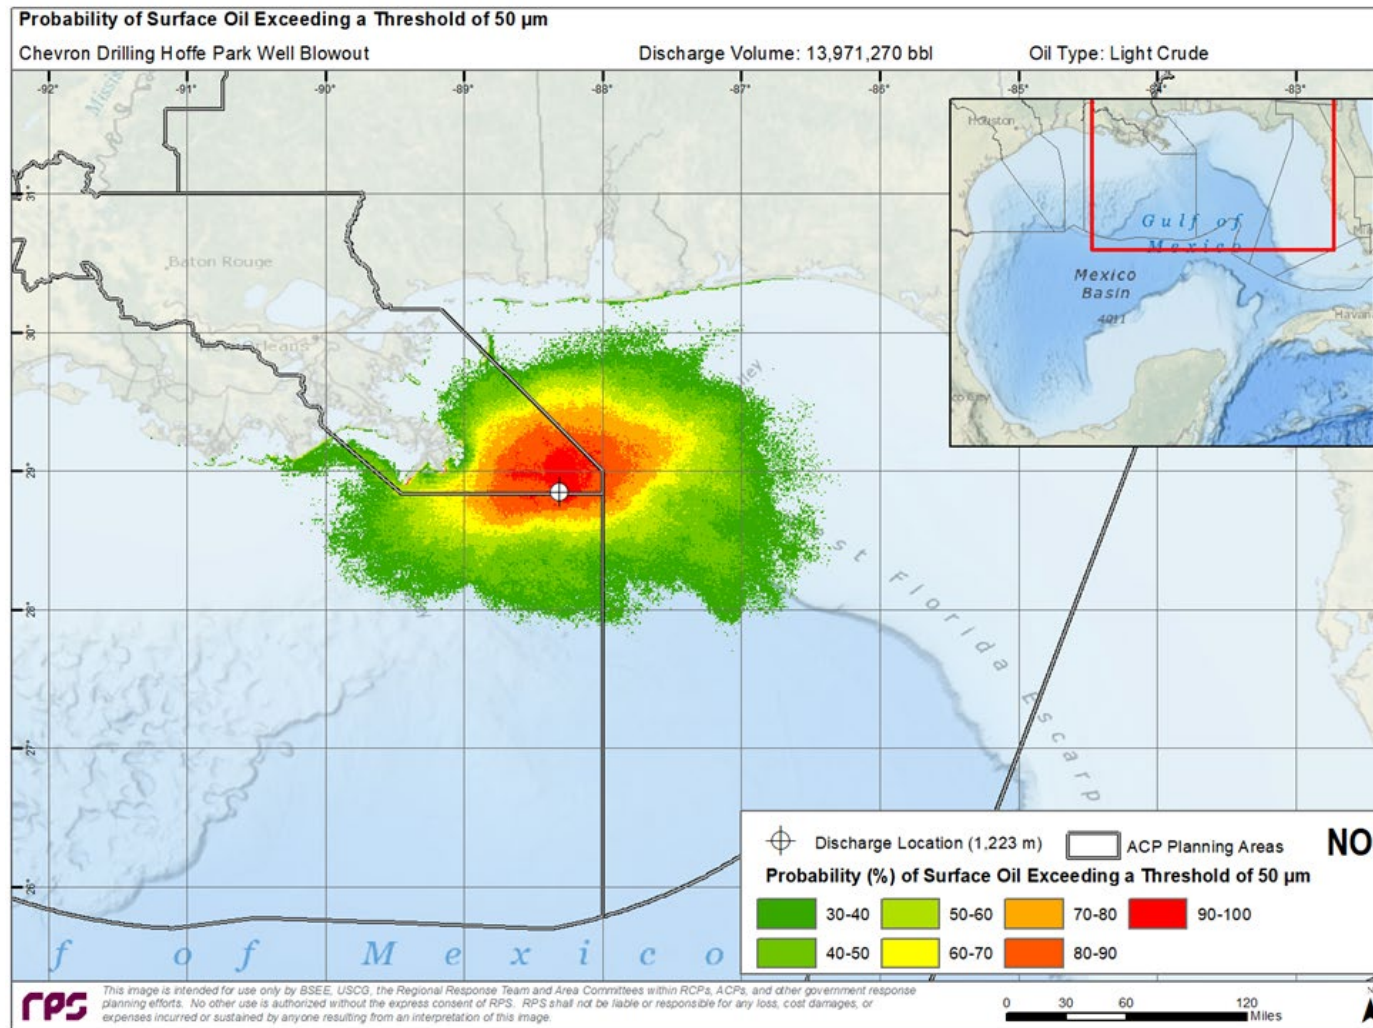 Probability of Surface Oil Exceeding a Threshold of 50 µm
Chevron Drilling Hoffe Park Well Blowout Discharge Volume: 13,971,270 bbl Oil Type: Light Crude
-92° -91° -90° -89° -88° -87° -86° -85° -84° -83°
Houston
31°
Gulf of
Mexico
Baton Rouge
Mexico
Basin
30°
29°
28°
27°
26°
Florida Escarp
f of Mexico
Discharge Location (1,223 m) ACP Planning Areas NO
Probability (%) of Surface Oil Exceeding a Threshold of 50 µm
30-40 50-60 70-80 90-100
40-50 60-70 80-90
rps
This image is intended for use only by BSEE, USCG, the Regional Response Team and Area Committees within RCPs, ACPs, and other government response
planning efforts. No other use is authorized without the express consent of RPS. RPS shall not be liable or responsible for any loss, cost damages, or
expenses incurred or sustained by anyone resulting from an interpretation of this image.
0 30 60 120
Miles